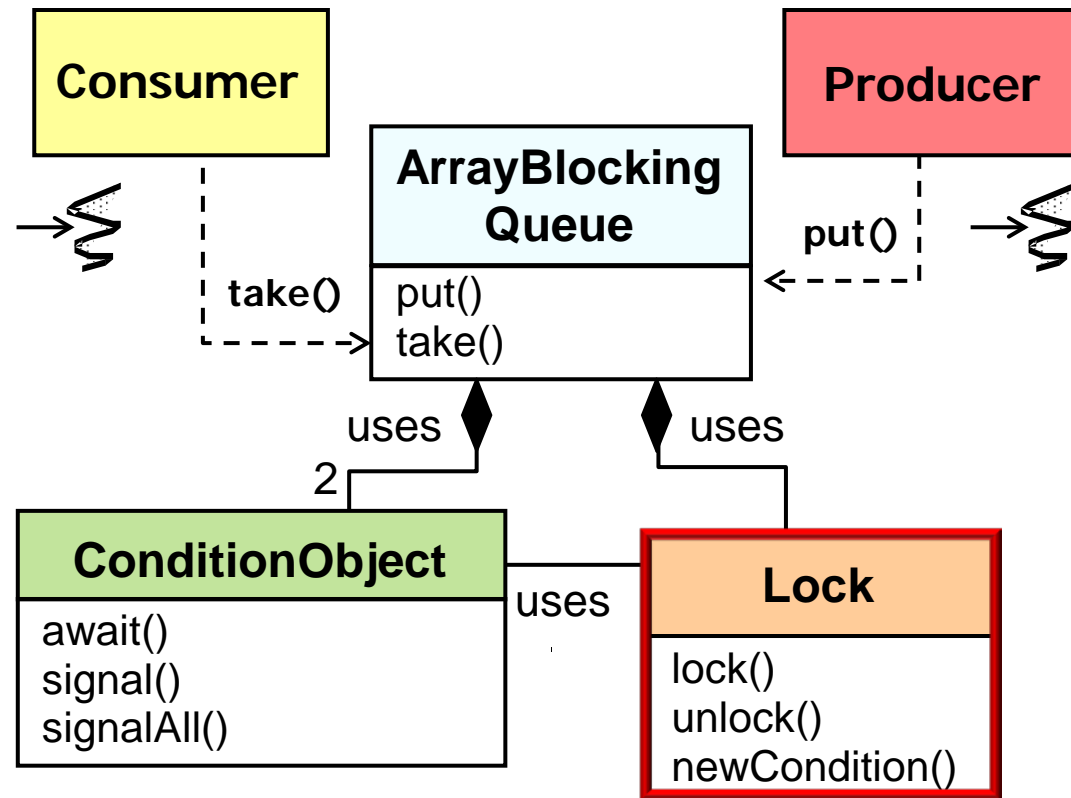 Consumer
Producer
ArrayBlocking
Queue
put()
take()
put()
take()
uses
uses
2
ConditionObject
await()
signal()
signalAll()
uses
Lock
lock()
unlock()
newCondition()